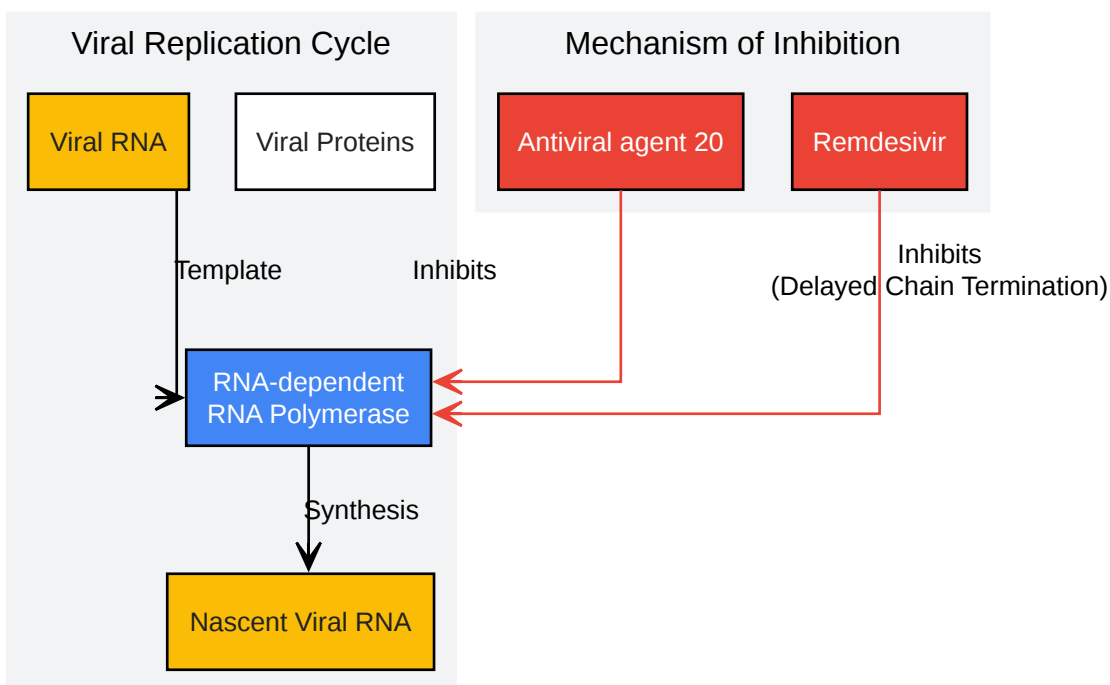 Viral Replication Cycle
Mechanism of Inhibition
Viral RNA
Viral Proteins
Antiviral agent 20
Remdesivir
Template
Inhibits
Inhibits
(Delayed Chain Termination)
RNA-dependent
RNA Polymerase
Synthesis
Nascent Viral RNA